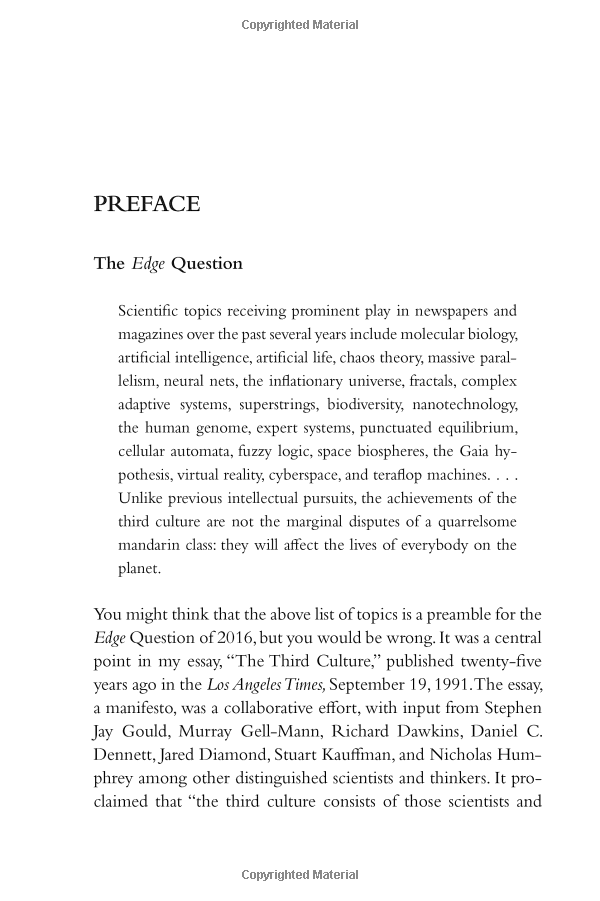 Copyrighted Material
PREFACE
The Edge Question
Scientific topics receiving prominent play in newspapers and
magazines over the past several years include molecular biology,
artificial intelligence, artificial life, chaos theory, massive paral-
lelism, neural nets, the inflationary universe, fractals, complex
adaptive systems, superstrings, biodiversity, nanotechnology,
the human genome, expert systems, punctuated equilibrium,
cellular automata, fuzzy logic, space biospheres, the Gaia hy-
pothesis, virtual reality, cyberspace, and teraflop machines. . . .
Unlike previous intellectual pursuits, the achievements of the
third culture are not the marginal disputes of a quarrelsome
mandarin class: they will affect the lives of everybody on the
planet.
You might think that the above list of topics is a preamble for the
Edge Question of 2016, but you would be wrong. It was a central
point in my essay, “The Third Culture,” published twenty-five
years ago in the Los Angeles Times, September 19, 1991. The essay,
a manifesto, was a collaborative effort, with input from Stephen
Jay Gould, Murray Gell-Mann, Richard Dawkins, Daniel C.
Dennett, Jared Diamond, Stuart Kauffman, and Nicholas Hum-
phrey among other distinguished scientists and thinkers. It pro-
claimed that “the third culture consists of those scientists and
Copyrighted Material